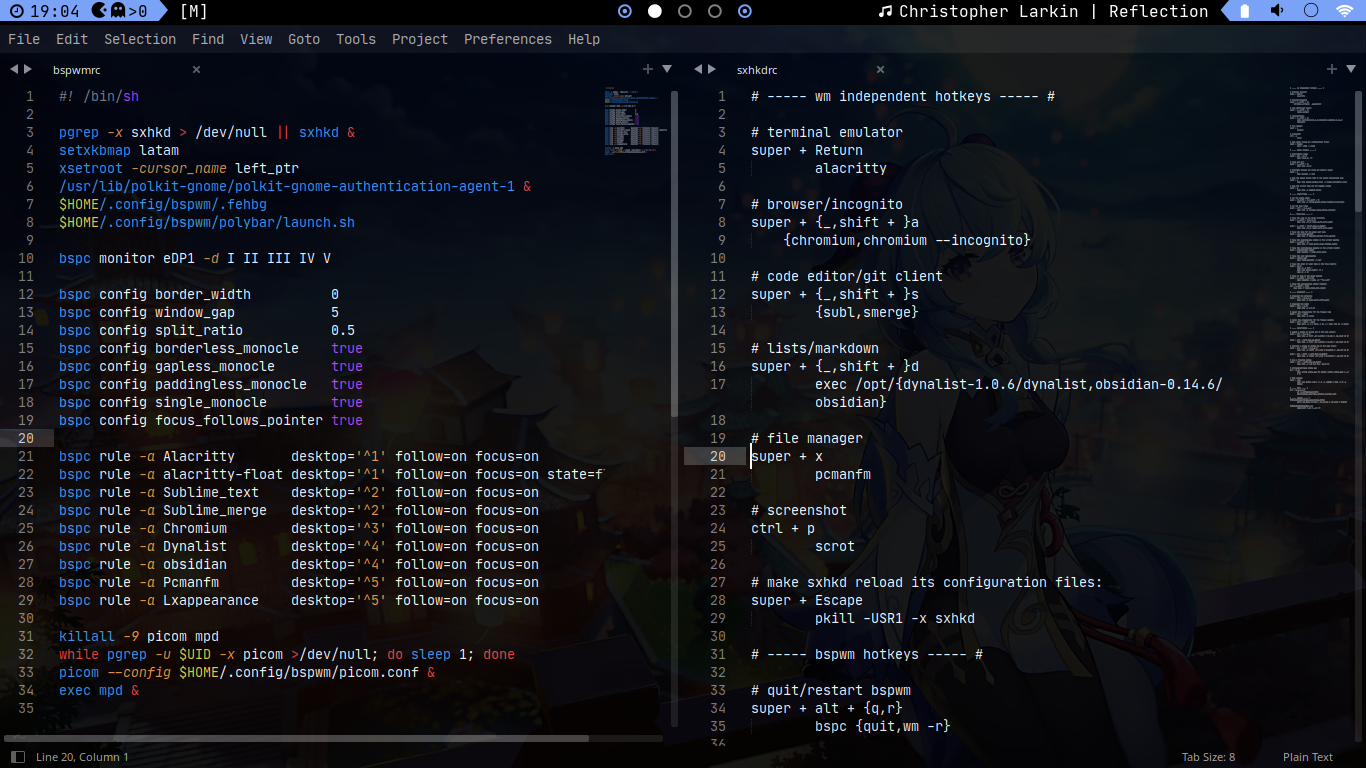 19:04 >0 [M] Christopher Larkin | Reflection
File Edit Selection Find View Goto Tools Project Preferences Help
bspwmrc
1 #! /bin/sh
2
3 pgrep -x sxhkd > /dev/null || sxhkd &
4 setxkbmap latam
5 xsetroot -cursor_name left_ptr
6 /usr/lib/polkit-gnome/polkit-gnome-authentication-agent-1 &
7 $HOME/.config/bspwm/.fehbg
8 $HOME/.config/bspwm/polybar/launch.sh
9
10 bspc monitor eDP1 -d I II III IV V
11
12 bspc config border_width 0
13 bspc config window_gap 5
14 bspc config split_ratio 0.5
15 bspc config borderless_monocle true
16 bspc config gapless_monocle true
17 bspc config paddingless_monocle true
18 bspc config single_monocle true
19 bspc config focus_follows_pointer true
20
21 bspc rule -a Alacritty desktop='^1' follow=on focus=on
22 bspc rule -a alacritty-float desktop='^1' follow=on focus=on state=f
23 bspc rule -a Sublime_text desktop='^2' follow=on focus=on
24 bspc rule -a Sublime_merge desktop='^2' follow=on focus=on
25 bspc rule -a Chromium desktop='^3' follow=on focus=on
26 bspc rule -a Dynalist desktop='^4' follow=on focus=on
27 bspc rule -a obsidian desktop='^4' follow=on focus=on
28 bspc rule -a Pcmanfm desktop='^5' follow=on focus=on
29 bspc rule -a Lxappearance desktop='^5' follow=on focus=on
30
31 killall -9 picom mpd
32 while pgrep -u $UID -x picom >/dev/null; do sleep 1; done
33 picom --config $HOME/.config/bspwm/picom.conf &
34 exec mpd &
35
sxhkdrc
1 # ----- wm independent hotkeys ----- #
2
3 # terminal emulator
4 super + Return
5 alacritty
6
7 # browser/incognito
8 super + {_,shift + }a
9 {chromium,chromium --incognito}
10
11 # code editor/git client
12 super + {_,shift + }s
13 {subl,smerge}
14
15 # lists/markdown
16 super + {_,shift + }d
17 exec /opt/{dynalist-1.0.6/dynalist,obsidian-0.14.6/
obsidian}
18
19 # file manager
20 super + x
21 pcmanfm
22
23 # screenshot
24 ctrl + p
25 scrot
26
27 # make sxhkd reload its configuration files:
28 super + Escape
29 pkill -USR1 -x sxhkd
30
31 # ----- bspwm hotkeys ----- #
32
33 # quit/restart bspwm
34 super + alt + {q,r}
35 bspc {quit,wm -r}
36
Line 20, Column 1 Tab Size: 8 Plain Text